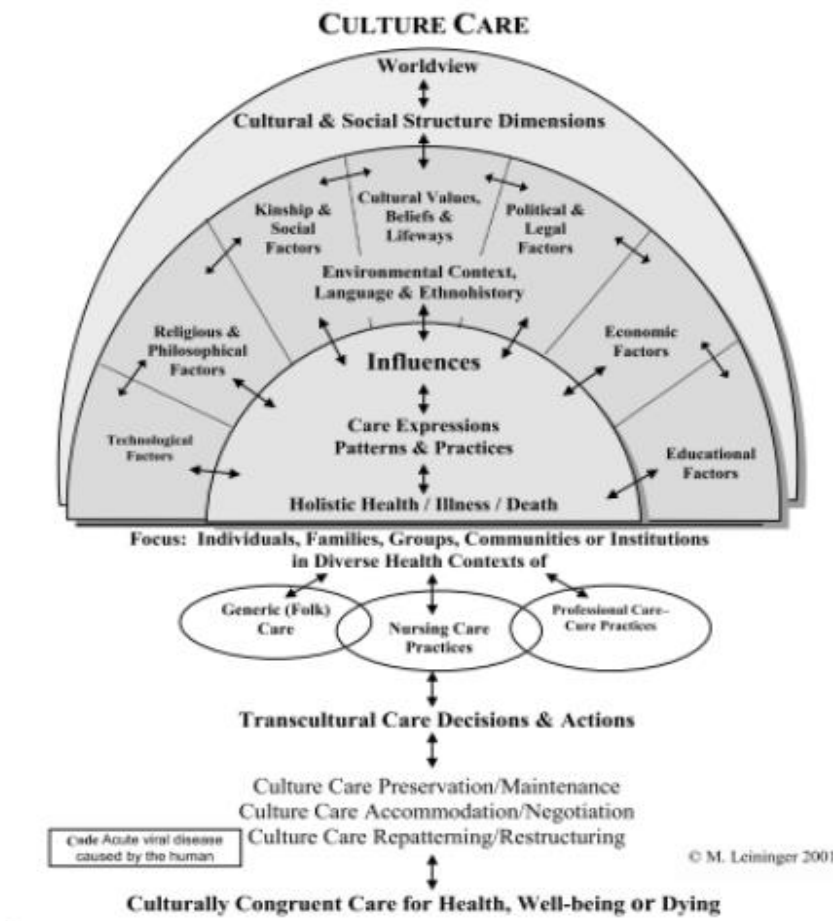 CULTURE CARE
Worldview
Cultural & Social Structure Dimensions
Kinship &
Social
Factors
Cultural Values,
Beliefs &
Lifeways
Political &
Legal
Factors
Environmental Context,
Language & Ethnohistory
Religious &
Philosophical
Factors
Economic
Factors
Technological
Factors
Educational
Factors
Influences
Care Expressions
Patterns & Practices
Holistic Health / Illness / Death
Focus: Individuals, Families, Groups, Communities or Institutions
in Diverse Health Contexts of
Generic (Folk)
Care
Nursing Care
Practices
Professional Care–
Cure Practices
Transcultural Care Decisions & Actions
Culture Care Preservation/Maintenance
Culture Care Accommodation/Negotiation
Culture Care Repatterning/Restructuring
Code Acute viral disease
caused by the human
© M. Leininger 2001
Culturally Congruent Care for Health, Well-being or Dying